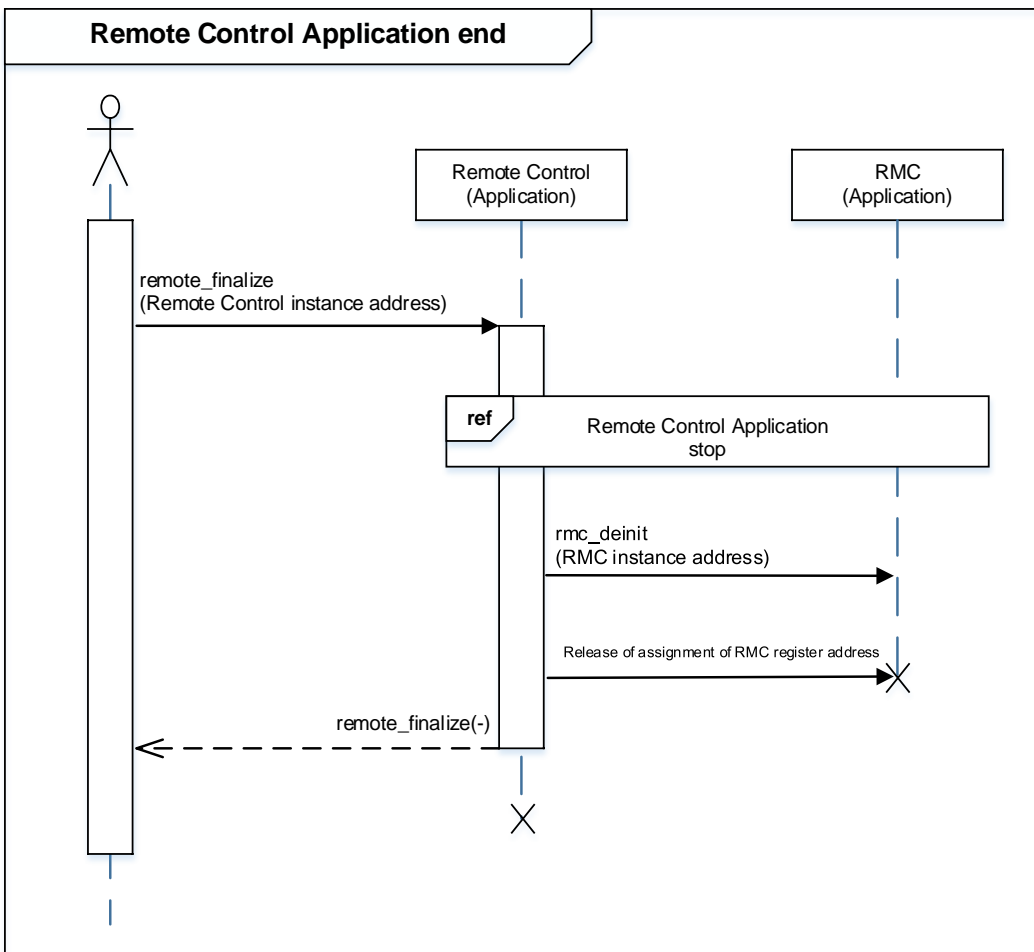 Remote Control Application end
Remote Control
(Application)
RMC
(Application)
remote_finalize
(Remote Control instance address)
ref
Remote Control Application
stop
rmc_deinit
(RMC instance address)
Release of assignment of RMC register address
remote_finalize(-)